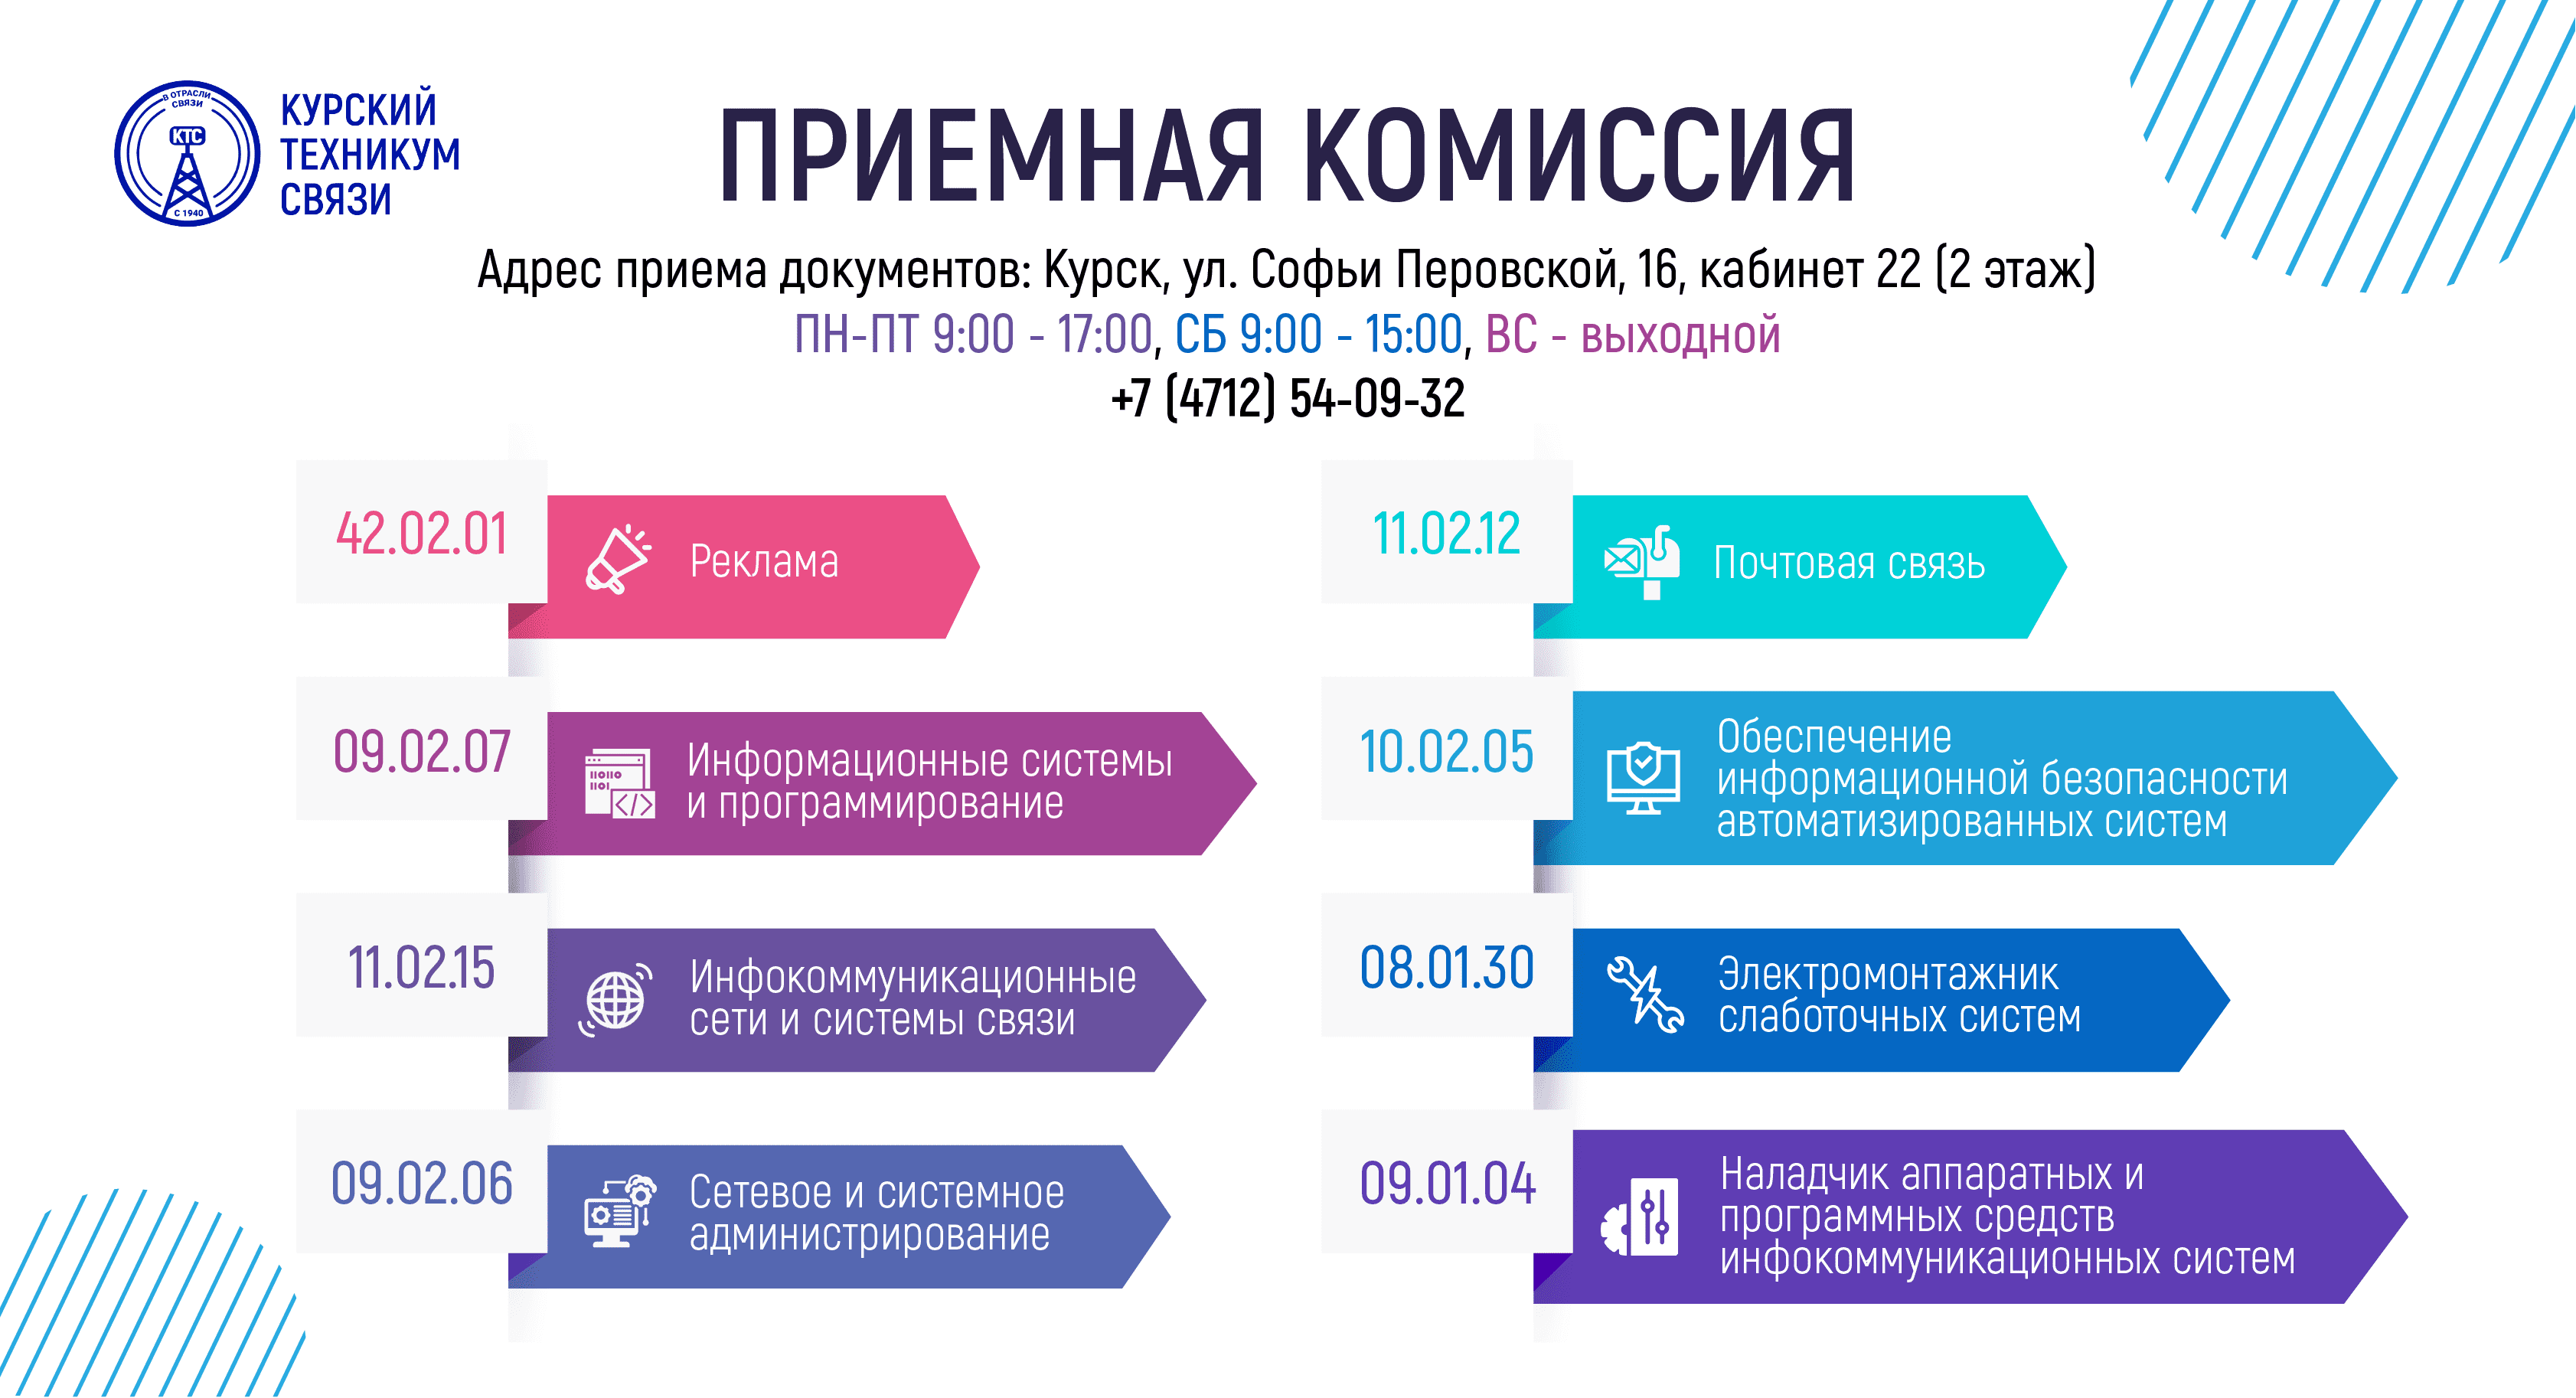 В ОТРАСЛИ
СВЯЗИ
КТС
С 1940
КУРСКИЙ
ТЕХНИКУМ
СВЯЗИ
ПРИЕМНАЯ КОМИССИЯ
Адрес приема документов: Курск, ул. Софьи Перовской, 16, кабинет 22 (2 этаж)
ПН-ПТ 9:00 - 17:00, СБ 9:00 - 15:00, ВС - выходной
+7 (4712) 54-09-32
42.02.01
Реклама
09.02.07
Информационные системы
и программирование
11.02.15
Инфокоммуникационные
сети и системы связи
09.02.06
Сетевое и системное
администрирование
11.02.12
Почтовая связь
10.02.05
Обеспечение
информационной безопасности
автоматизированных систем
08.01.30
Электромонтажник
слаботочных систем
09.01.04
Наладчик аппаратных и
программных средств
инфокоммуникационных систем